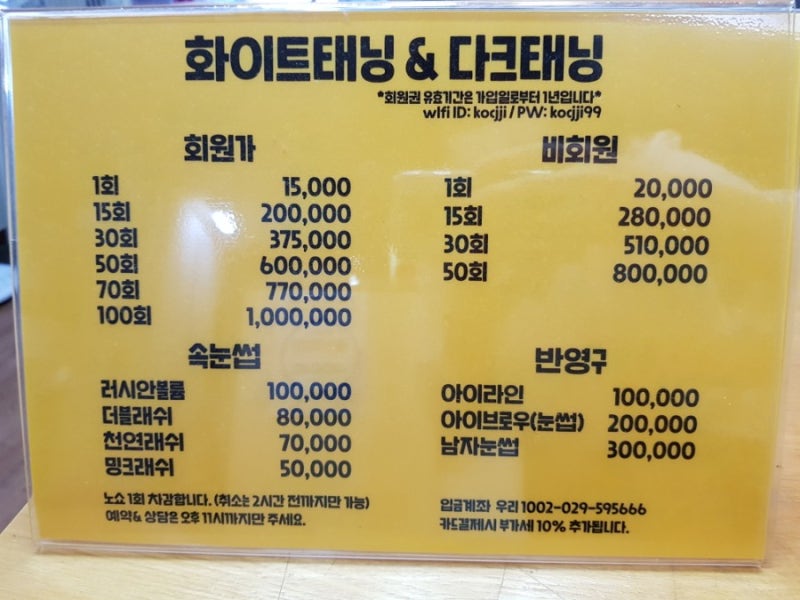 화이트태닝 & 다크태닝
*회원권 유효기간은 가입일로부터 1년입니다*
wIfi ID: kocjji / PW: kocjji99
회원가
1회 15,000
15회 200,000
30회 375,000
50회 600,000
70회 770,000
100회 1,000,000
비회원
1회 20,000
15회 280,000
30회 510,000
50회 800,000
속눈썹
러시안볼륨 100,000
더블래쉬 80,000
천연래쉬 70,000
밍크래쉬 50,000
노쇼 1회 차감합니다. (취소는 2시간 전까지만 가능)
예약& 상담은 오후 11시까지만 주세요.
반영구
아이라인 100,000
아이브로우(눈썹) 200,000
남자눈썹 300,000
입금계좌 우리 1002-029-595666
카드결제시 부가세 10% 추가됩니다.